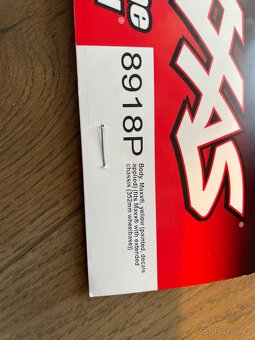 8918P
Body, Maxx®, yellow (painted, decals
applied) (fits Maxx® with extended
chassis (352mm wheelbase))